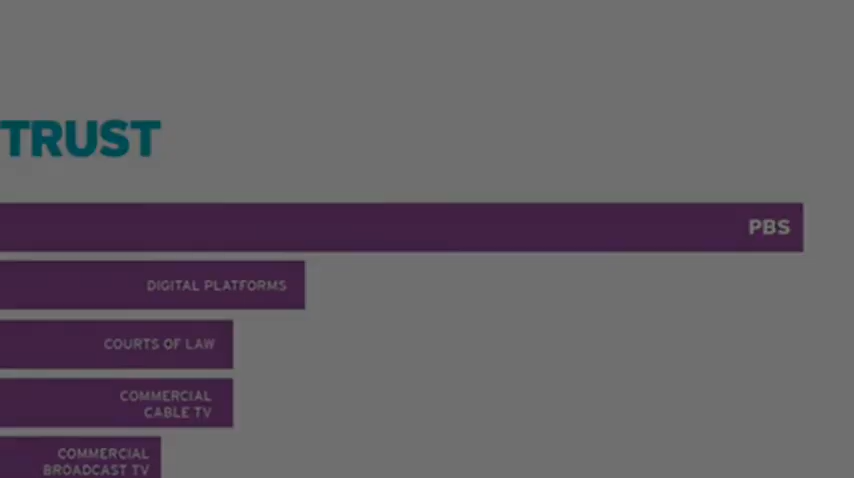 TRUST
PBS
DIGITAL PLATFORMS
COURTS OF LAW
COMMERCIAL
CABLE TV
COMMERCIAL
BROADCAST TV